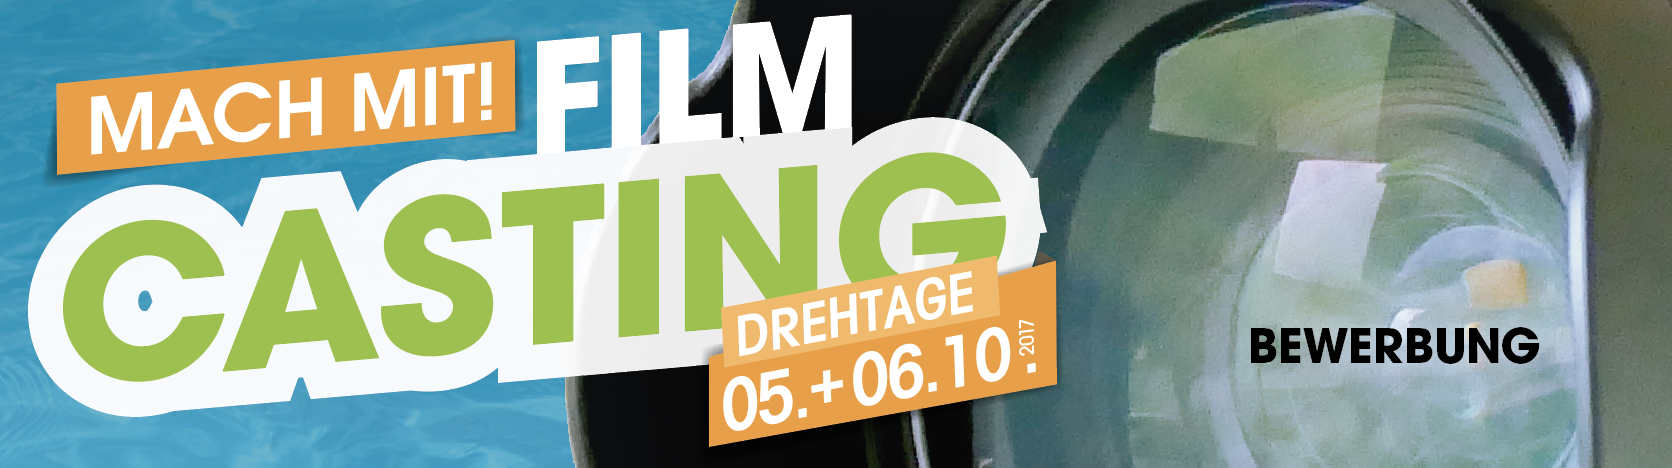 MACH MIT!
FILM
CASTING
DREHTAGE
05.+06.10.
2017
BEWERBUNG